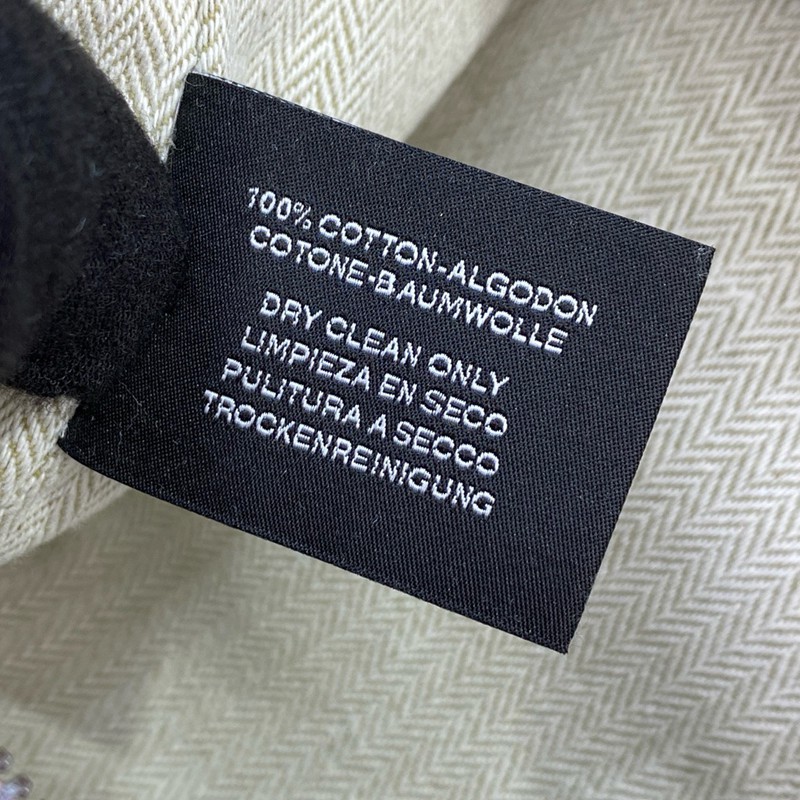 100% COTTON-ALGODON
COTONE-BAUMWOLLE
DRY CLEAN ONLY
LIMPIEZA EN SECO
PULITURA A SECCO
TROCKENREINIGUNG